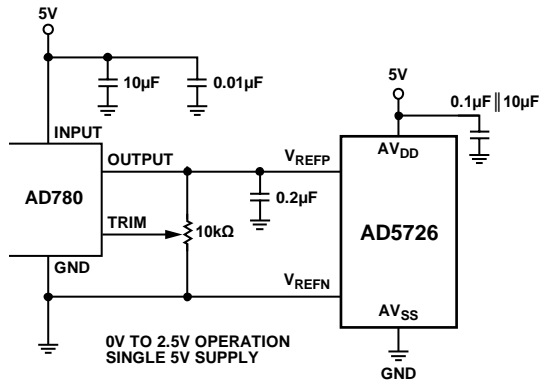 5V
10µF
0.01µF
5V
0.1µF║10µF
INPUT
OUTPUT
V_REFP
AV_DD
AD780
0.2µF
TRIM
10kΩ
AD5726
GND
V_REFN
0V TO 2.5V OPERATION
SINGLE 5V SUPPLY
AV_SS
GND